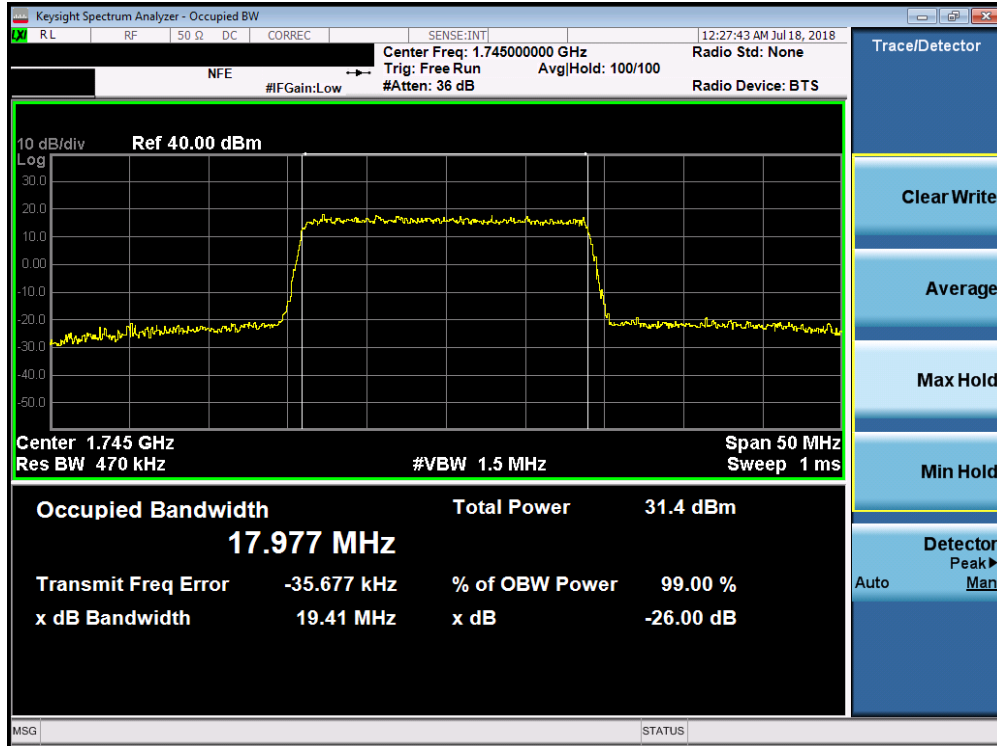 Keysight Spectrum Analyzer - Occupied BW
LXI RL RF 50 Ω DC CORREC SENSE:INT 12:27:43 AM Jul 18, 2018
Center Freq: 1.745000000 GHz Radio Std: None
NFE Trig: Free Run Avg|Hold: 100/100
#IFGain:Low #Atten: 36 dB Radio Device: BTS
Trace/Detector
10 dB/div Ref 40.00 dBm
Log
30.0
20.0
10.0
0.00
-10.0
-20.0
-30.0
-40.0
-50.0
Center 1.745 GHz Span 50 MHz
Res BW 470 kHz #VBW 1.5 MHz Sweep 1 ms
Occupied Bandwidth Total Power 31.4 dBm
17.977 MHz
Transmit Freq Error -35.677 kHz % of OBW Power 99.00 %
x dB Bandwidth 19.41 MHz x dB -26.00 dB
Clear Write
Average
Max Hold
Min Hold
Detector
Peak▶
Auto Man
MSG STATUS